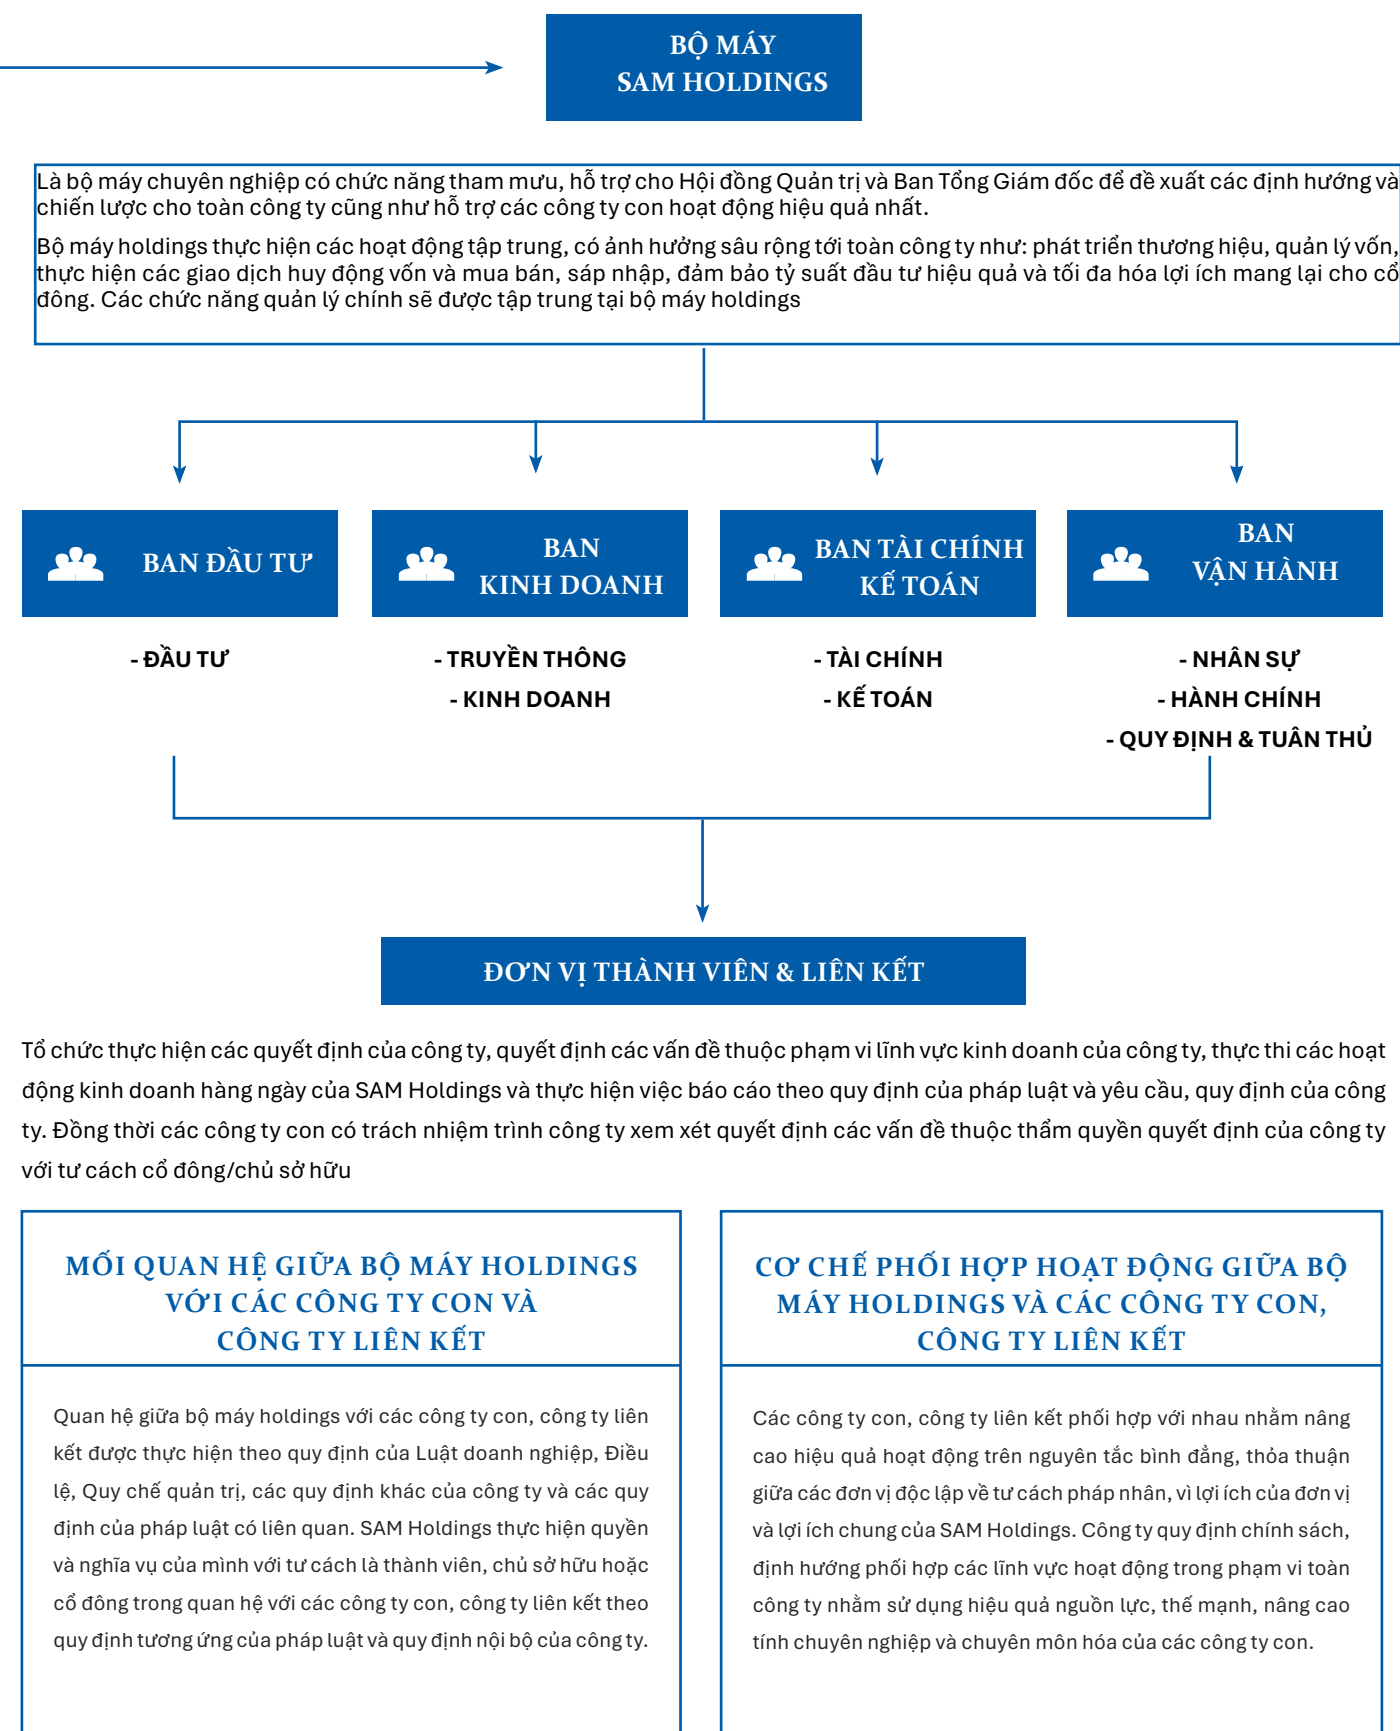 BỘ MÁY
SAM HOLDINGS
Là bộ máy chuyên nghiệp có chức năng tham mưu, hỗ trợ cho Hội đồng Quản trị và Ban Tổng Giám đốc để đề xuất các định hướng và
chiến lược cho toàn công ty cũng như hỗ trợ các công ty con hoạt động hiệu quả nhất.
Bộ máy holdings thực hiện các hoạt động tập trung, có ảnh hưởng sâu rộng tới toàn công ty như: phát triển thương hiệu, quản lý vốn,
thực hiện các giao dịch huy động vốn và mua bán, sáp nhập, đảm bảo tỷ suất đầu tư hiệu quả và tối đa hóa lợi ích mang lại cho cổ
đông. Các chức năng quản lý chính sẽ được tập trung tại bộ máy holdings
BAN ĐẦU TƯ
- ĐẦU TƯ
BAN
KINH DOANH
- TRUYỀN THÔNG
- KINH DOANH
BAN TÀI CHÍNH
KẾ TOÁN
- TÀI CHÍNH
- KẾ TOÁN
BAN
VẬN HÀNH
- NHÂN SỰ
- HÀNH CHÍNH
- QUY ĐỊNH & TUÂN THỦ
ĐƠN VỊ THÀNH VIÊN & LIÊN KẾT
Tổ chức thực hiện các quyết định của công ty, quyết định các vấn đề thuộc phạm vi lĩnh vực kinh doanh của công ty, thực thi các hoạt
động kinh doanh hàng ngày của SAM Holdings và thực hiện việc báo cáo theo quy định của pháp luật và yêu cầu, quy định của công
ty. Đồng thời các công ty con có trách nhiệm trình công ty xem xét quyết định các vấn đề thuộc thẩm quyền quyết định của công ty
với tư cách cổ đông/chủ sở hữu
MỐI QUAN HỆ GIỮA BỘ MÁY HOLDINGS
VỚI CÁC CÔNG TY CON VÀ
CÔNG TY LIÊN KẾT
Quan hệ giữa bộ máy holdings với các công ty con, công ty liên
kết được thực hiện theo quy định của Luật doanh nghiệp, Điều
lệ, Quy chế quản trị, các quy định khác của công ty và các quy
định của pháp luật có liên quan. SAM Holdings thực hiện quyền
và nghĩa vụ của mình với tư cách là thành viên, chủ sở hữu hoặc
cổ đông trong quan hệ với các công ty con, công ty liên kết theo
quy định tương ứng của pháp luật và quy định nội bộ của công ty.
CƠ CHẾ PHỐI HỢP HOẠT ĐỘNG GIỮA BỘ
MÁY HOLDINGS VÀ CÁC CÔNG TY CON,
CÔNG TY LIÊN KẾT
Các công ty con, công ty liên kết phối hợp với nhau nhằm nâng
cao hiệu quả hoạt động trên nguyên tắc bình đẳng, thỏa thuận
giữa các đơn vị độc lập về tư cách pháp nhân, vì lợi ích của đơn vị
và lợi ích chung của SAM Holdings. Công ty quy định chính sách,
định hướng phối hợp các lĩnh vực hoạt động trong phạm vi toàn
công ty nhằm sử dụng hiệu quả nguồn lực, thế mạnh, nâng cao
tính chuyên nghiệp và chuyên môn hóa của các công ty con.